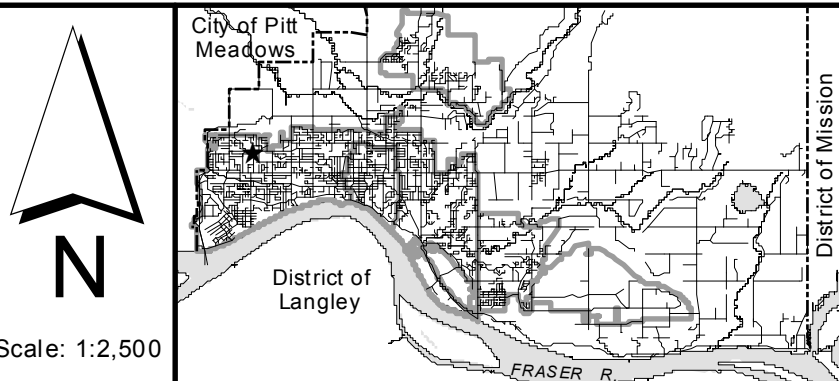 City of Pitt
Meadows
District of Mission
N
District of
Langley
Scale: 1:2,500
FRASER R.